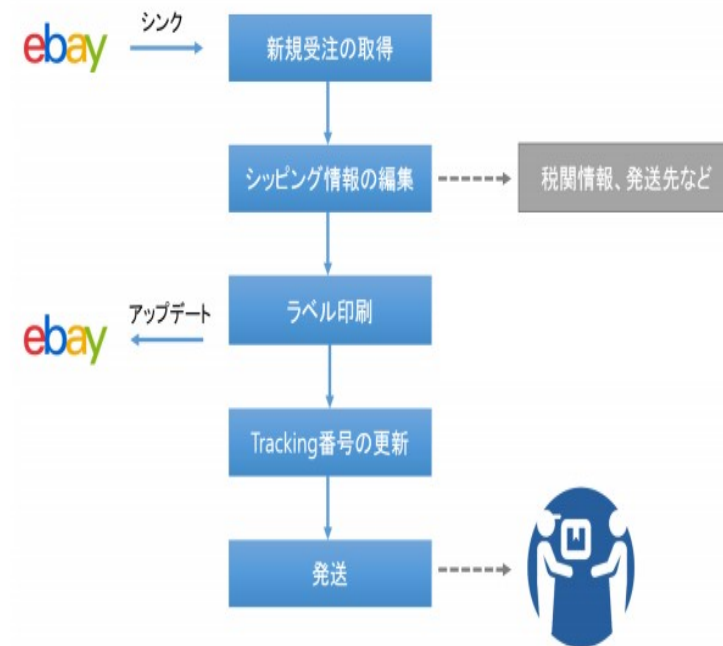 シンク
ebay
新規受注の取得
シッピング情報の編集
税関情報、発送先など
アップデート
ebay
ラベル印刷
Tracking番号の更新
発送